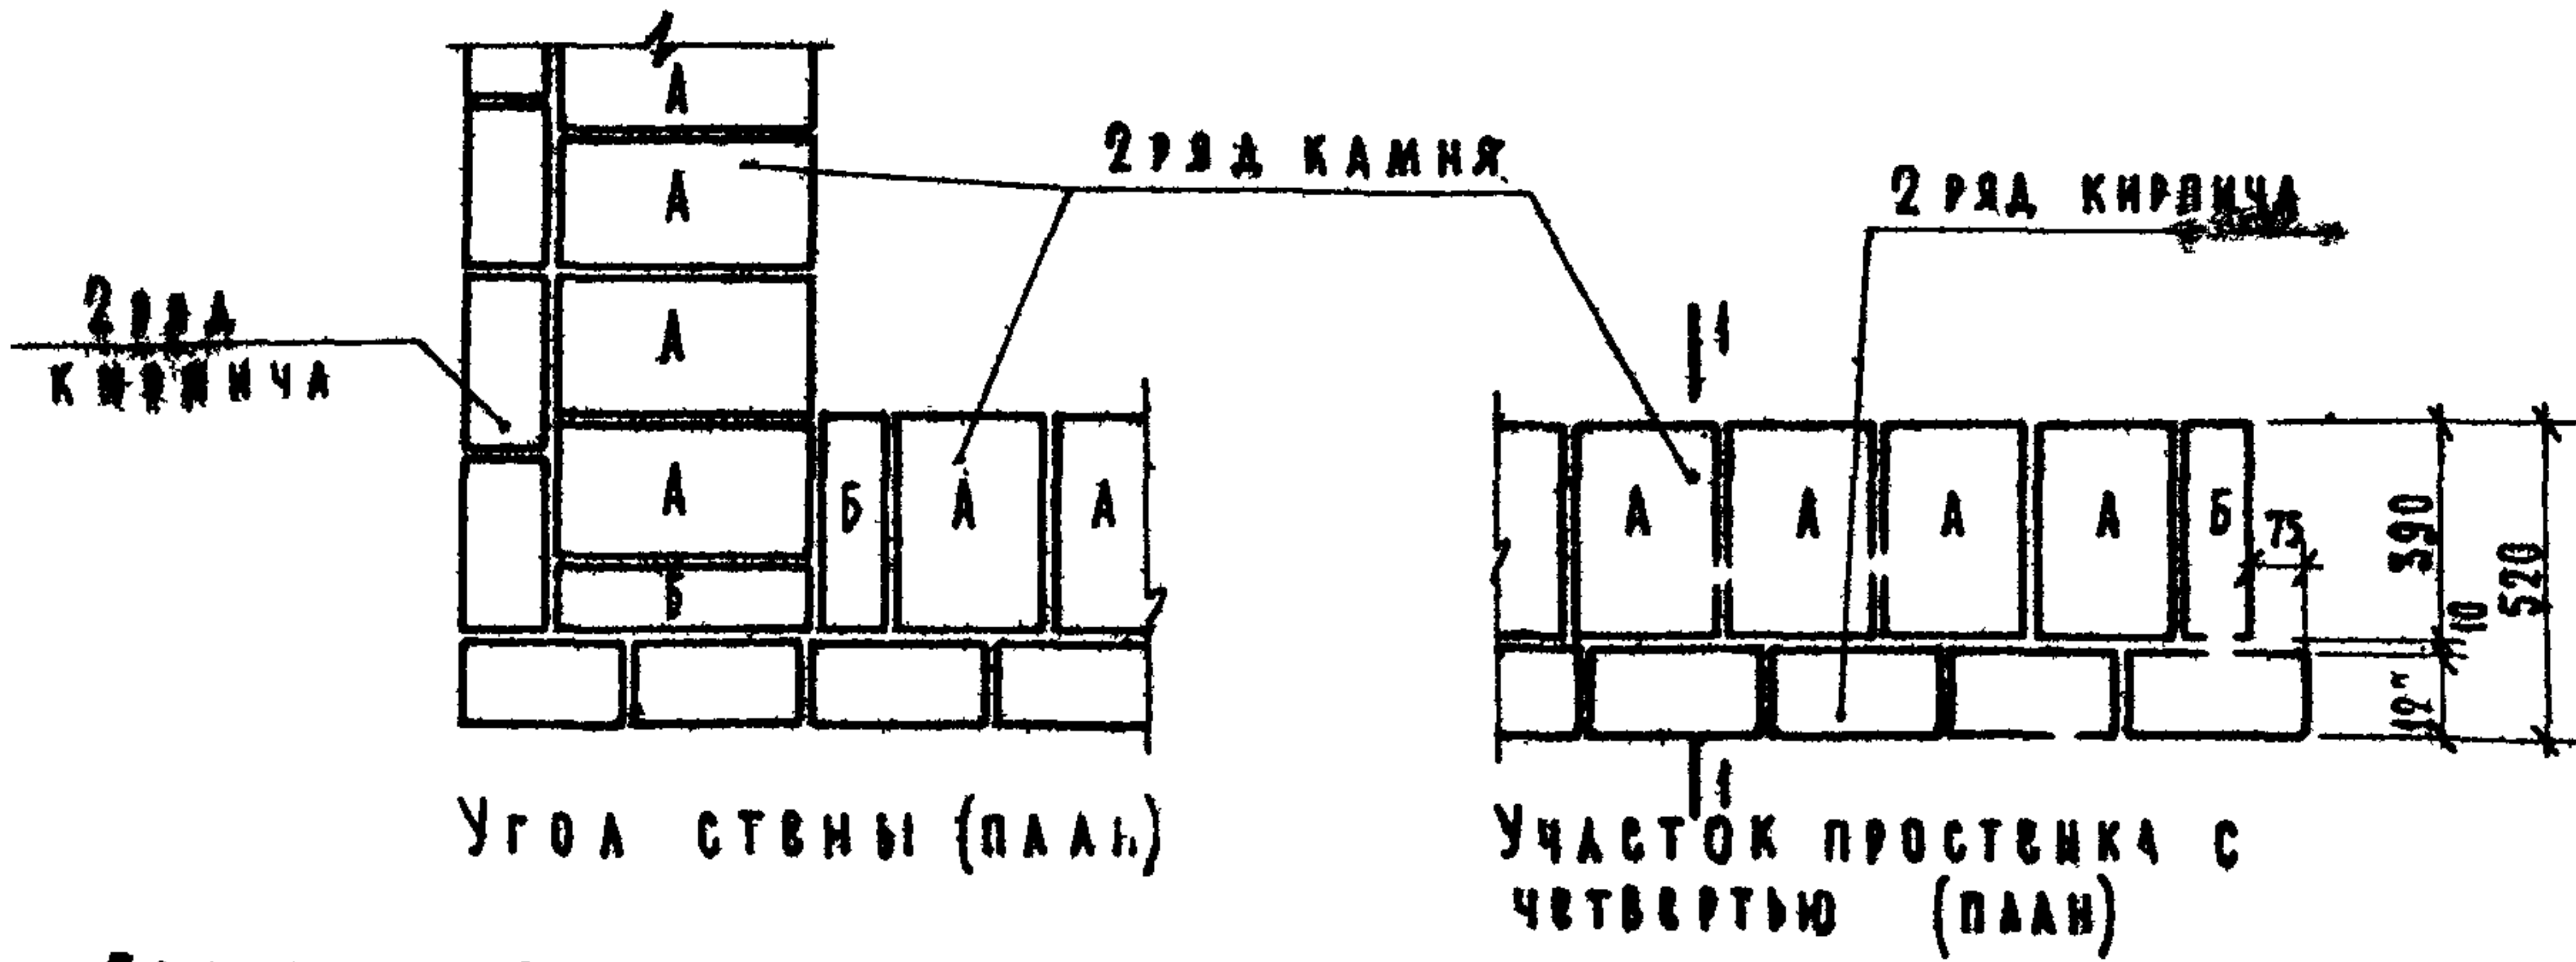 А
А
А
А
Б
Б
А
А
2 РЯД КАМНЯ
2 РЯД КИРПИЧА
2 РЯД
КИРПИЧА
1
А
А
А
А
Б
75
390
10
520
1
Угол стены (план)
Участок простенка с
четвертью (план)